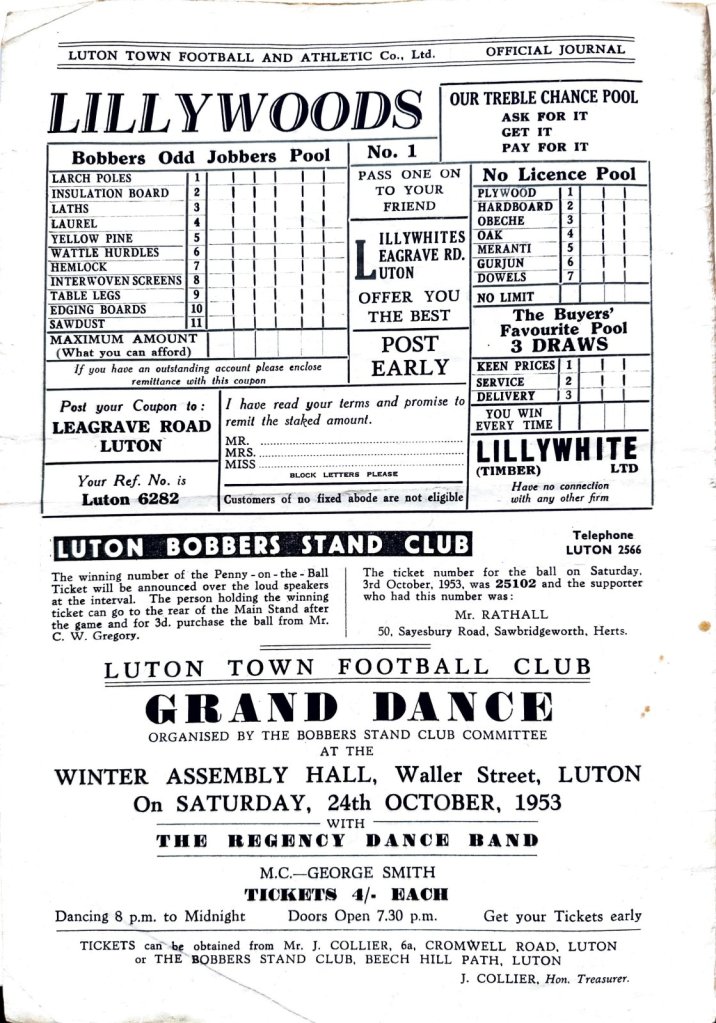 LUTON TOWN FOOTBALL AND ATHLETIC Co., Ltd. OFFICIAL JOURNAL
LILLYWOODS
OUR TREBLE CHANCE POOL
ASK FOR IT
GET IT
PAY FOR IT
Bobbers Odd Jobbers Pool
LARCH POLES 1
INSULATION BOARD 2
LATHS 3
LAUREL 4
YELLOW PINE 5
WATTLE HURDLES 6
HEMLOCK 7
INTERWOVEN SCREENS 8
TABLE LEGS 9
EDGING BOARDS 10
SAWDUST 11
MAXIMUM AMOUNT
(What you can afford)
If you have an outstanding account please enclose
remittance with this coupon
No. 1
PASS ONE ON
TO YOUR
FRIEND
LILLYWHITES
LEAGRAVE RD.
LUTON
OFFER YOU
THE BEST
POST
EARLY
No Licence Pool
PLYWOOD 1
HARDBOARD 2
OBECHE 3
OAK 4
MERANTI 5
GURJUN 6
DOWELS 7
NO LIMIT
The Buyers'
Favourite Pool
3 DRAWS
KEEN PRICES 1
SERVICE 2
DELIVERY 3
YOU WIN
EVERY TIME
Post your Coupon to :
LEAGRAVE ROAD
LUTON
Your Ref. No. is
Luton 6282
I have read your terms and promise to
remit the staked amount.
MR.
MRS.
MISS
BLOCK LETTERS PLEASE
Customers of no fixed abode are not eligible
LILLYWHITE
(TIMBER) LTD
Have no connection
with any other firm
LUTON BOBBERS STAND CLUB
Telephone
LUTON 2566
The winning number of the Penny-on-the-Ball
Ticket will be announced over the loud speakers
at the interval. The person holding the winning
ticket can go to the rear of the Main Stand after
the game and for 3d. purchase the ball from Mr.
C. W. Gregory.
The ticket number for the ball on Saturday,
3rd October, 1953, was 25102 and the supporter
who had this number was :
Mr. RATHALL
50, Sayesbury Road, Sawbridgeworth, Herts.
LUTON TOWN FOOTBALL CLUB
GRAND DANCE
ORGANISED BY THE BOBBERS STAND CLUB COMMITTEE
AT THE
WINTER ASSEMBLY HALL, Waller Street, LUTON
On SATURDAY, 24th OCTOBER, 1953
WITH
THE REGENCY DANCE BAND
M.C.—GEORGE SMITH
TICKETS 4/- EACH
Dancing 8 p.m. to Midnight Doors Open 7.30 p.m. Get your Tickets early
TICKETS can be obtained from Mr. J. COLLIER, 6a, CROMWELL ROAD, LUTON
or THE BOBBERS STAND CLUB, BEECH HILL PATH, LUTON
J. COLLIER, Hon. Treasurer.